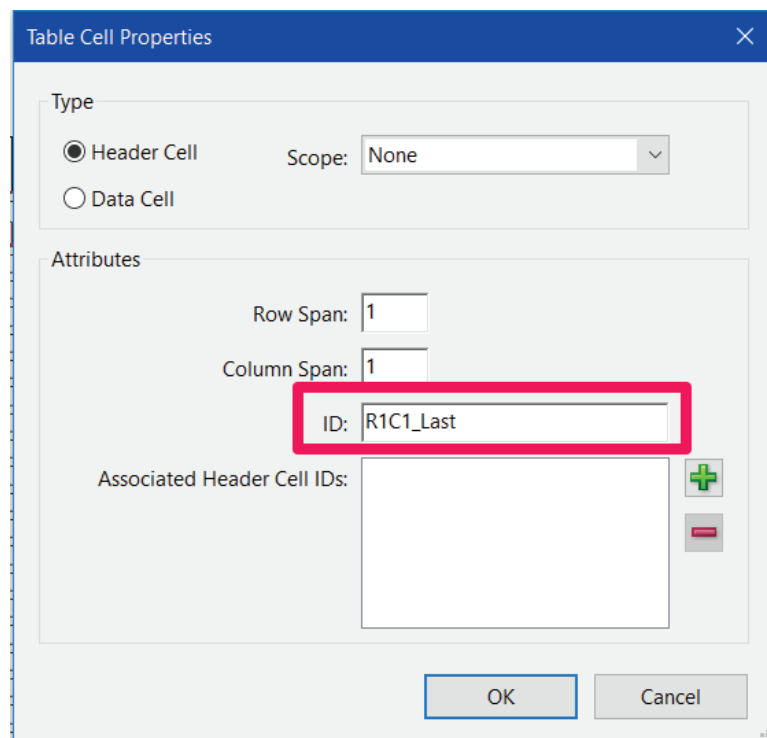 Table Cell Properties
Type
Header Cell Scope: None
Data Cell
Attributes
Row Span: 1
Column Span: 1
ID: R1C1_Last
Associated Header Cell IDs:
OK Cancel